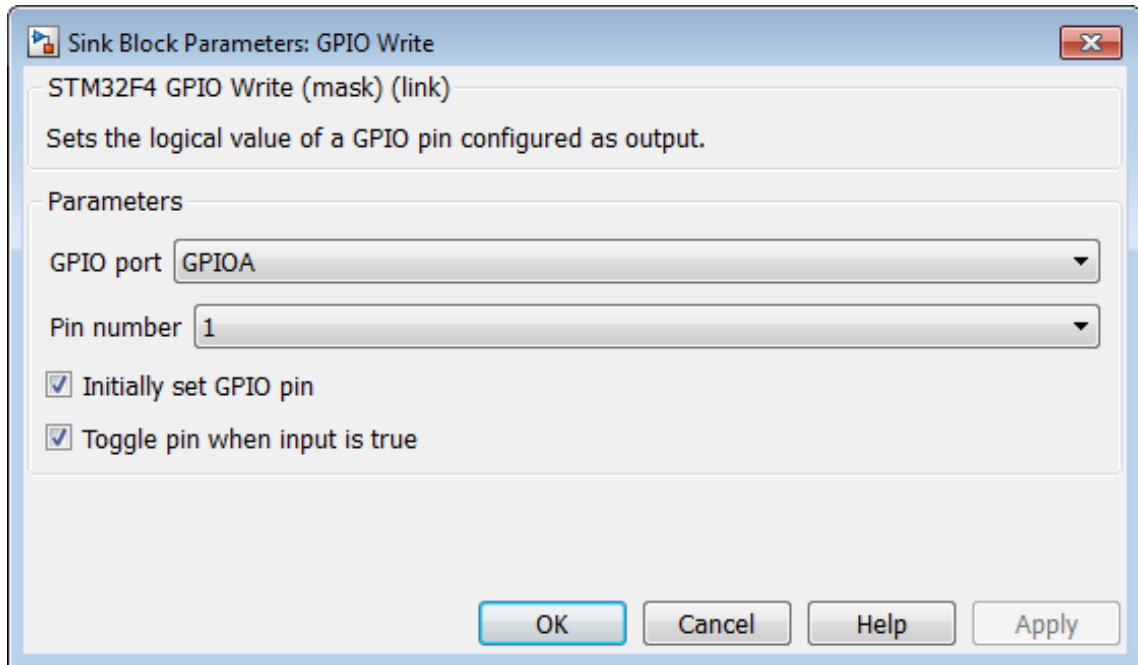 Sink Block Parameters: GPIO Write
STM32F4 GPIO Write (mask) (link)
Sets the logical value of a GPIO pin configured as output.
Parameters
GPIO port GPIOA
Pin number 1
Initially set GPIO pin
Toggle pin when input is true
OK Cancel Help Apply